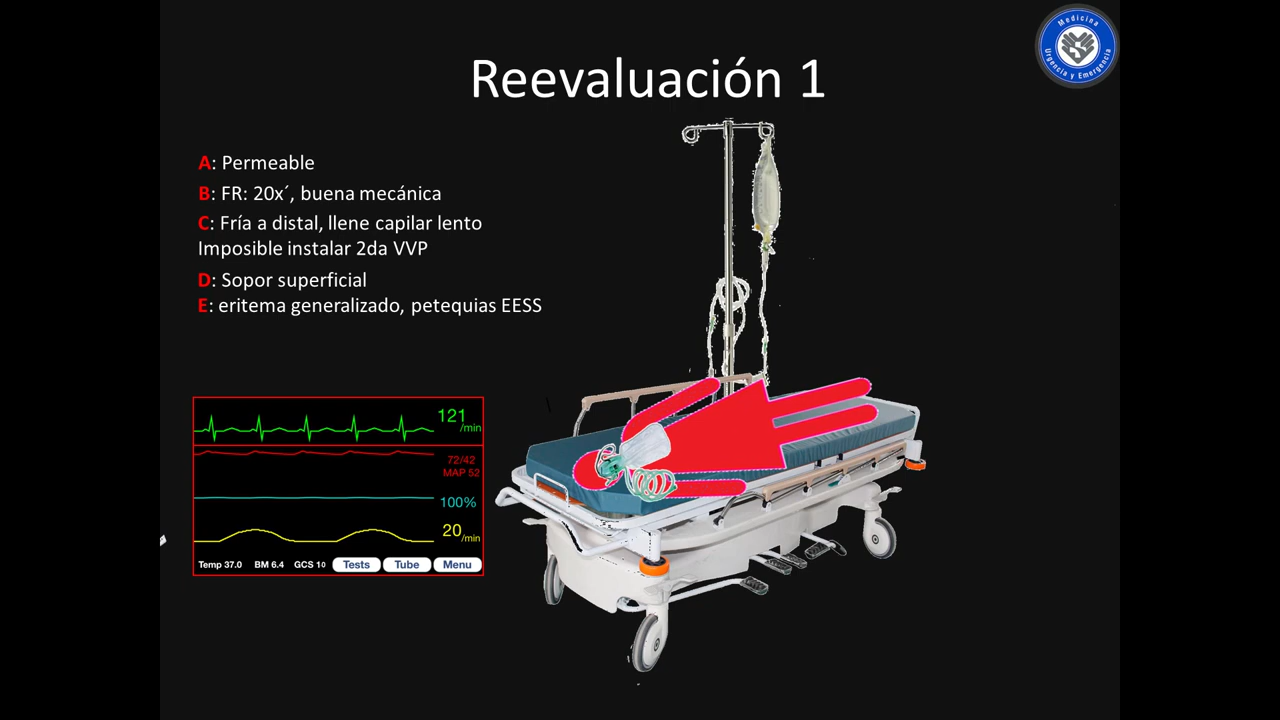 Medicina
Urgencia y Emergencia
Reevaluación 1
A: Permeable
B: FR: 20x´, buena mecánica
C: Fría a distal, llene capilar lento
Imposible instalar 2da VVP
D: Sopor superficial
E: eritema generalizado, petequias EESS
121
/min
72/42
MAP 52
100%
20/min
Temp 37.0 BM 6.4 GCS 10 Tests Tube Menu